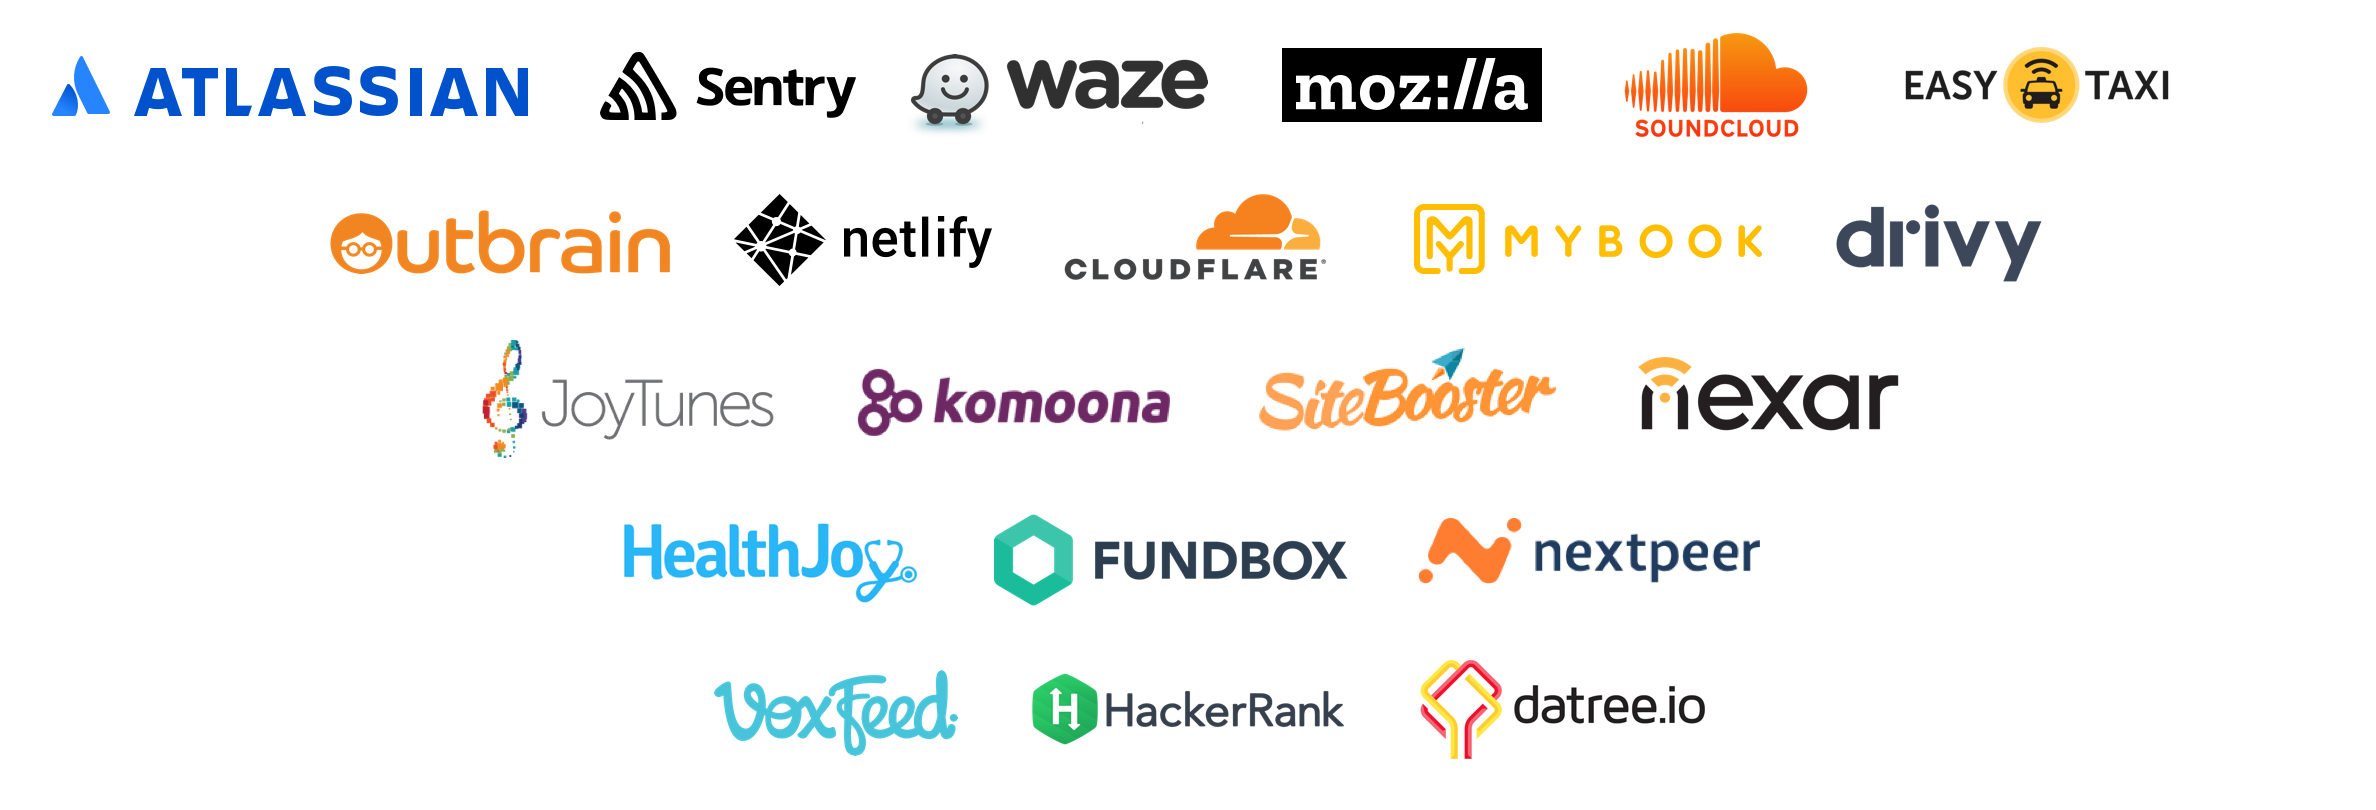 ATLASSIAN Sentry waze moz://a SOUNDCLOUD EASY TAXI
Outbrain netlify CLOUDFLARE® MYBOOK drivy
JoyTunes komoona SiteBooster nexar
HealthJoy FUNDBOX nextpeer
VoxFeed HackerRank datree.io